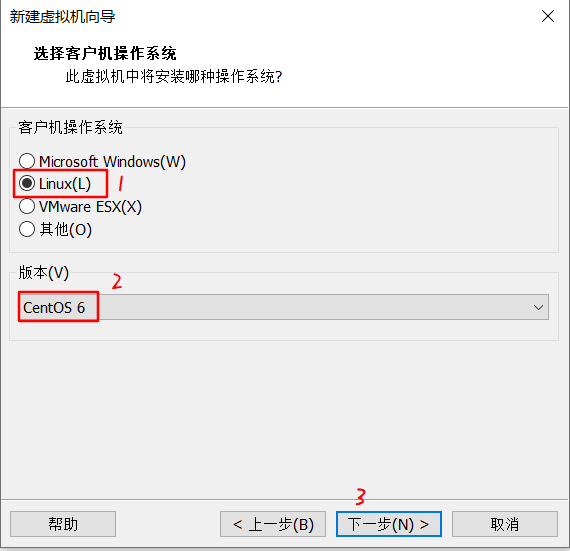 新建虚拟机向导
选择客户机操作系统
此虚拟机中将安装哪种操作系统?
客户机操作系统
Microsoft Windows(W)
Linux(L) 1
VMware ESX(X)
其他(O)
版本(V) 2
CentOS 6
3
帮助 < 上一步(B) 下一步(N) > 取消